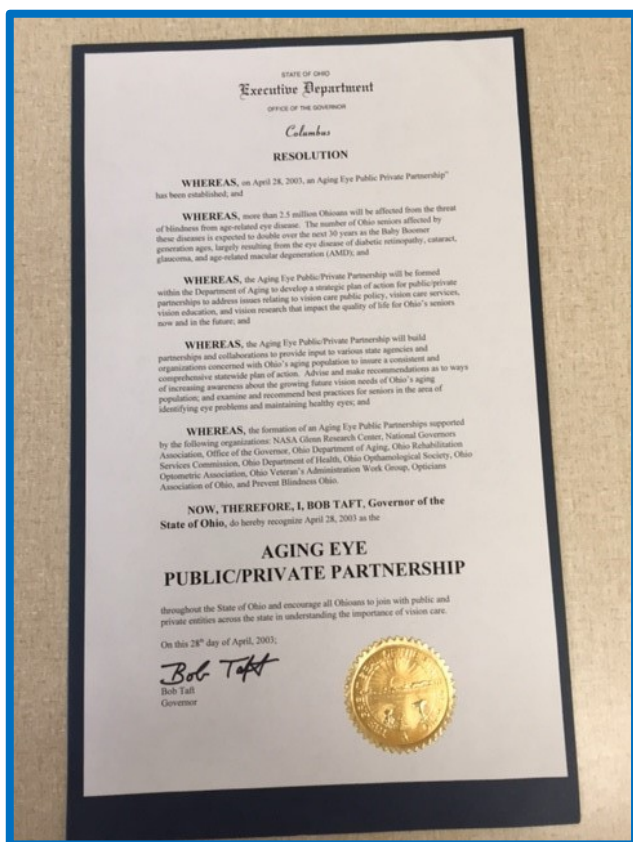 STATE OF OHIO
Executive Department
OFFICE OF THE GOVERNOR
Columbus
RESOLUTION
WHEREAS, on April 28, 2003, an Aging Eye Public Private Partnership"
has been established; and
WHEREAS, more than 2.5 million Ohioans will be affected from the threat
of blindness from age-related eye disease. The number of Ohio seniors affected by
these diseases is expected to double over the next 30 years as the Baby Boomer
generation ages, largely resulting from the eye disease of diabetic retinopathy, cataract,
glaucoma, and age-related macular degeneration (AMD); and
WHEREAS, the Aging Eye Public/Private Partnership will be formed
within the Department of Aging to develop a strategic plan of action for public/private
partnerships to address issues relating to vision care public policy, vision care services,
vision education, and vision research that impact the quality of life for Ohio's seniors
now and in the future; and
WHEREAS, the Aging Eye Public/Private Partnership will build
partnerships and collaborations to provide input to various state agencies and
organizations concerned with Ohio's aging population to insure a consistent and
comprehensive statewide plan of action. Advise and make recommendations as to ways
of increasing awareness about the growing future vision needs of Ohio's aging
population; and examine and recommend best practices for seniors in the area of
identifying eye problems and maintaining healthy eyes; and
WHEREAS, the formation of an Aging Eye Public Partnerships supported
by the following organizations: NASA Glenn Research Center, National Governors
Association, Office of the Governor, Ohio Department of Aging, Ohio Rehabilitation
Services Commission, Ohio Department of Health, Ohio Opthamological Society, Ohio
Optometric Association, Ohio Veteran's Administration Work Group, Opticians
Association of Ohio, and Prevent Blindness Ohio.
NOW, THEREFORE, I, BOB TAFT, Governor of the
State of Ohio, do hereby recognize April 28, 2003 as the
AGING EYE
PUBLIC/PRIVATE PARTNERSHIP
throughout the State of Ohio and encourage all Ohioans to join with public and
private entities across the state in understanding the importance of vision care.
On this 28th day of April, 2003;
Bob Taft
Bob Taft
Governor